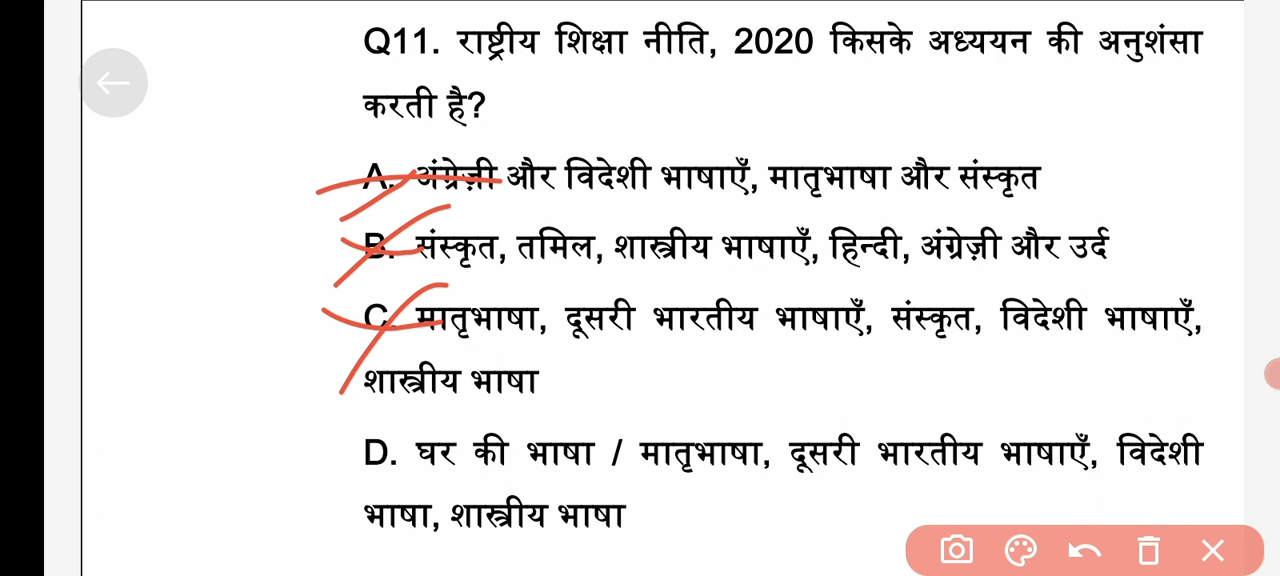 Q11. राष्ट्रीय शिक्षा नीति, 2020 किसके अध्ययन की अनुशंसा
करती है?
A. अंग्रेज़ी और विदेशी भाषाएँ, मातृभाषा और संस्कृत
B. संस्कृत, तमिल, शास्त्रीय भाषाएँ, हिन्दी, अंग्रेज़ी और उर्द
C. मातृभाषा, दूसरी भारतीय भाषाएँ, संस्कृत, विदेशी भाषाएँ,
शास्त्रीय भाषा
D. घर की भाषा / मातृभाषा, दूसरी भारतीय भाषाएँ, विदेशी
भाषा, शास्त्रीय भाषा